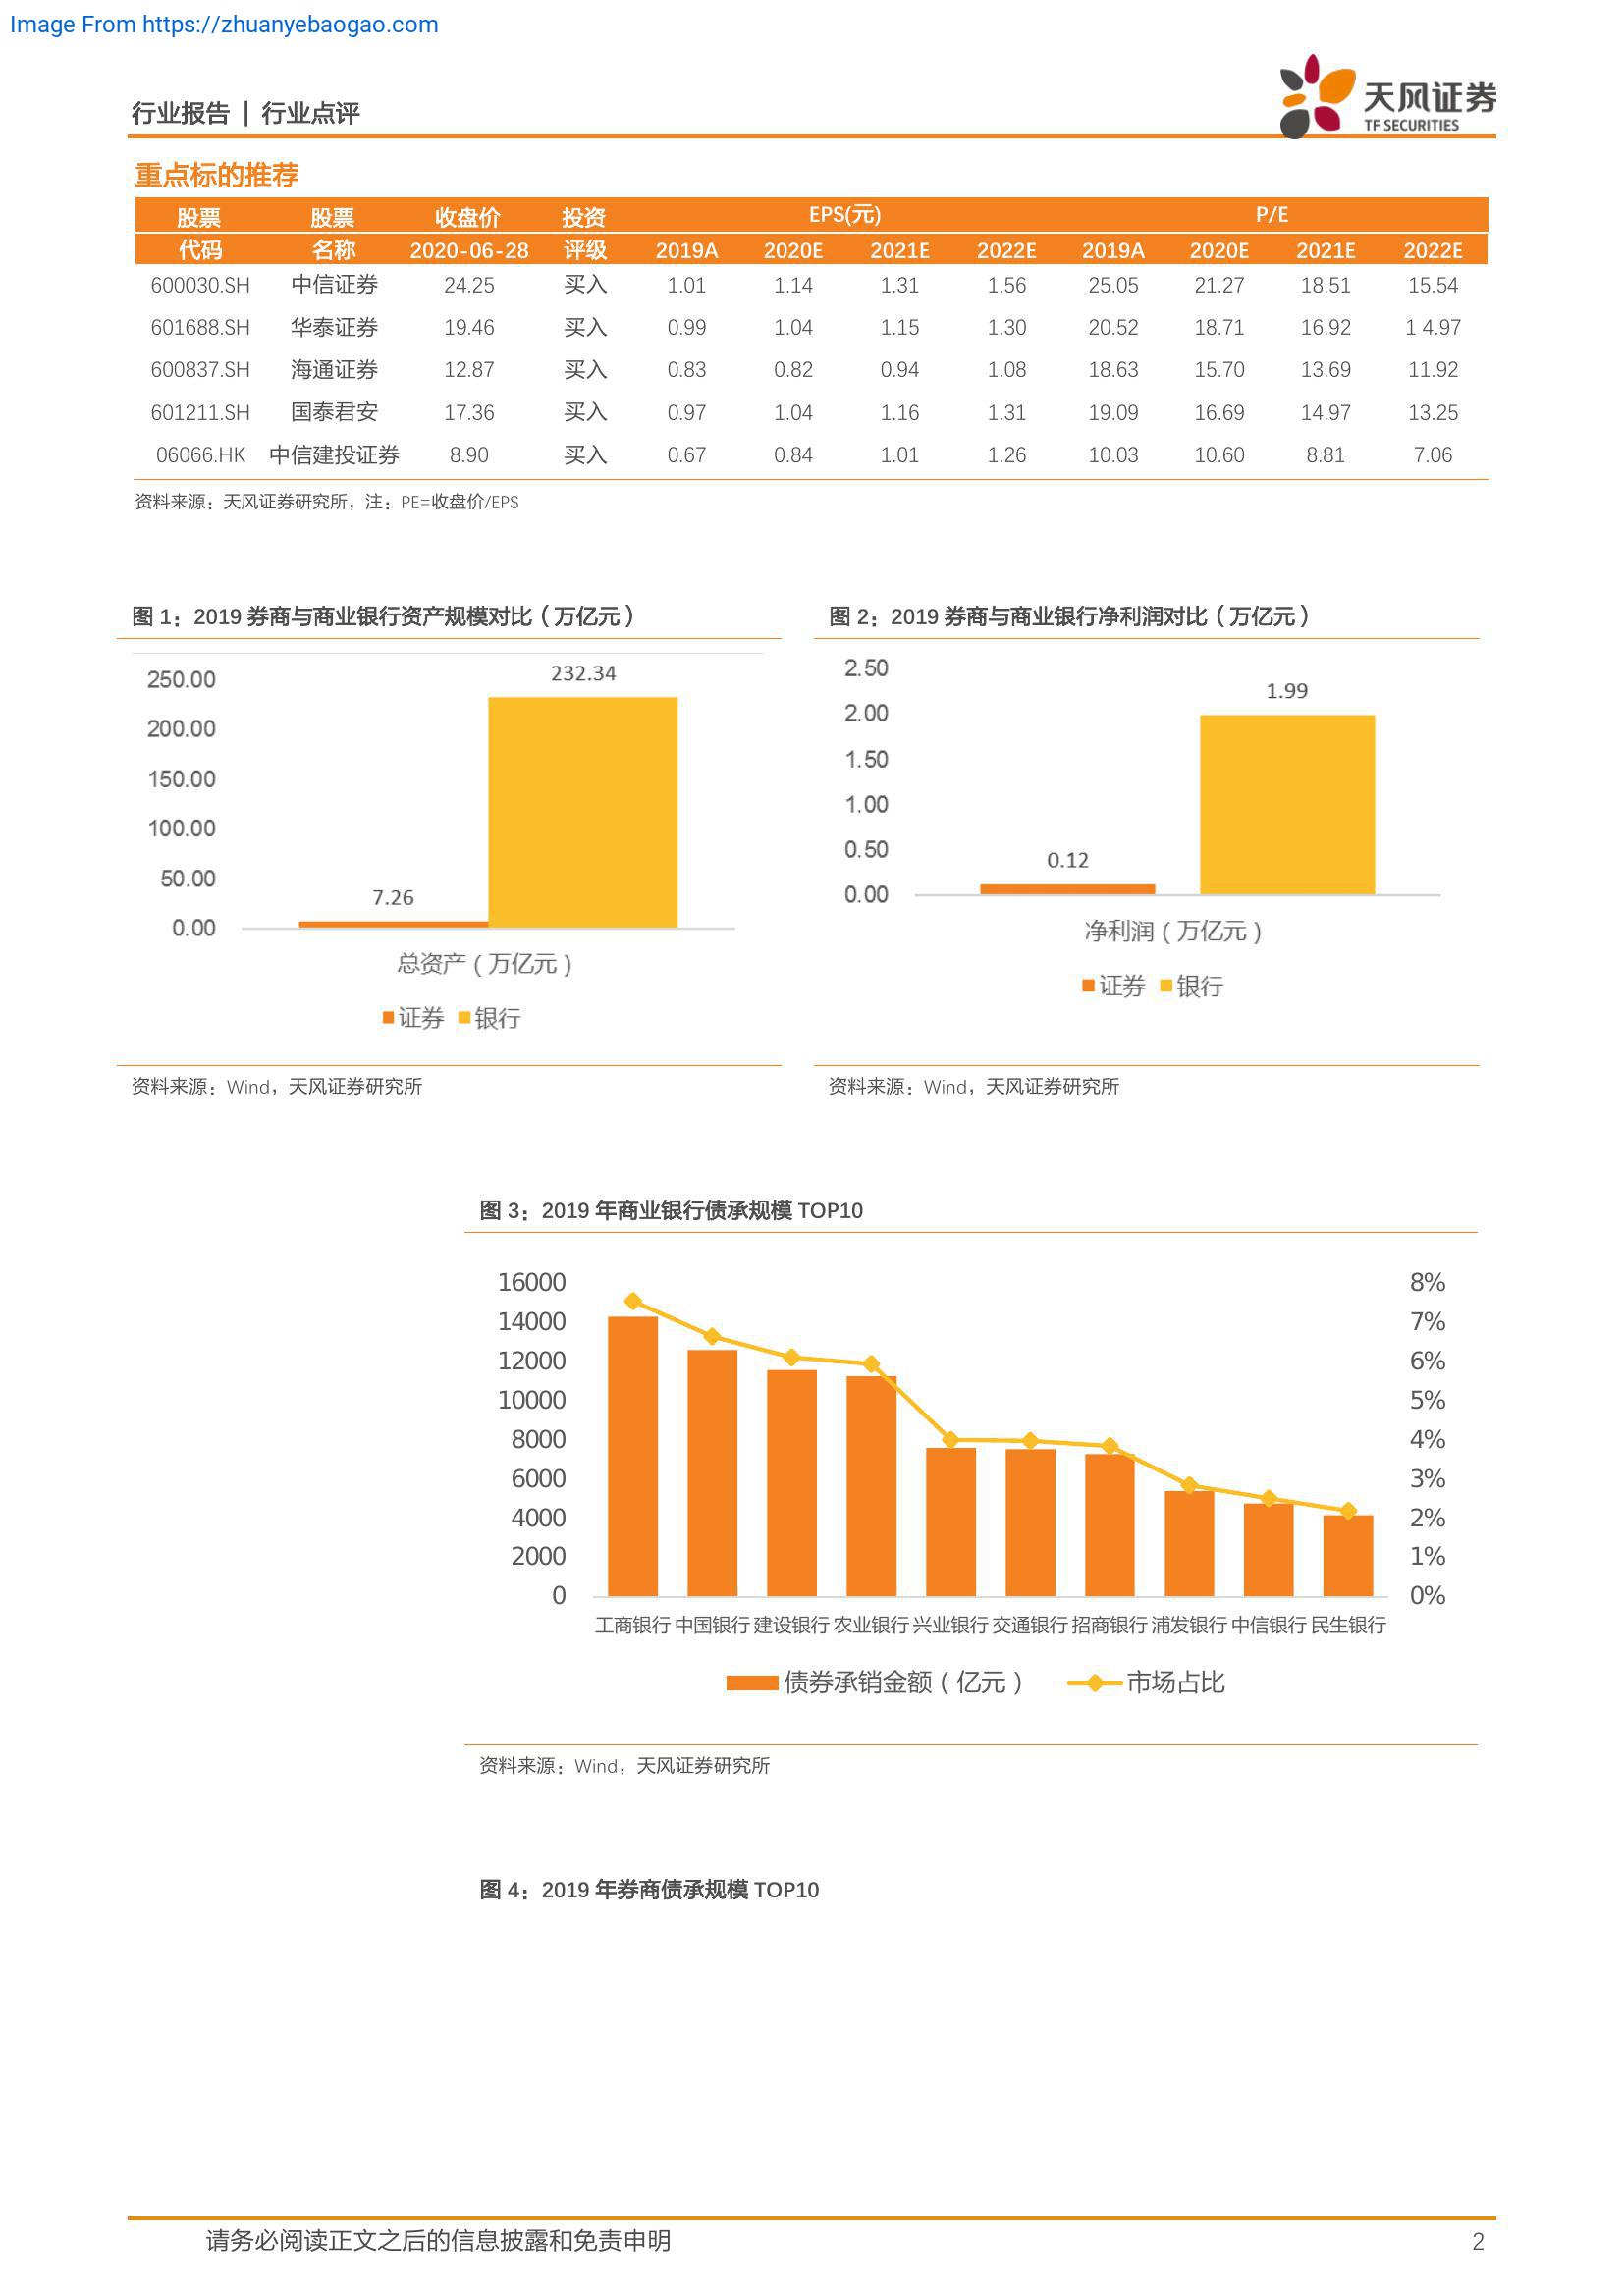 Image From https://zhuanyebaogao.com
行业报告 | 行业点评
天风证券
TF SECURITIES
重点标的推荐
股票 股票 收盘价 投资 EPS(元) P/E
代码 名称 2020-06-28 评级 2019A 2020E 2021E 2022E 2019A 2020E 2021E 2022E
600030.SH 中信证券 24.25 买入 1.01 1.14 1.31 1.56 25.05 21.27 18.51 15.54
601688.SH 华泰证券 19.46 买入 0.99 1.04 1.15 1.30 20.52 18.71 16.92 1 4.97
600837.SH 海通证券 12.87 买入 0.83 0.82 0.94 1.08 18.63 15.70 13.69 11.92
601211.SH 国泰君安 17.36 买入 0.97 1.04 1.16 1.31 19.09 16.69 14.97 13.25
06066.HK 中信建投证券 8.90 买入 0.67 0.84 1.01 1.26 10.03 10.60 8.81 7.06
资料来源：天风证券研究所，注：PE=收盘价/EPS
图 1：2019 券商与商业银行资产规模对比（万亿元）
250.00
200.00
150.00
100.00
50.00
0.00
7.26
232.34
总资产（万亿元）
证券 银行
资料来源：Wind，天风证券研究所
图 2：2019 券商与商业银行净利润对比（万亿元）
2.50
2.00
1.50
1.00
0.50
0.00
0.12
1.99
净利润（万亿元）
证券 银行
资料来源：Wind，天风证券研究所
图 3：2019 年商业银行债承规模 TOP10
16000 8%
14000 7%
12000 6%
10000 5%
8000 4%
6000 3%
4000 2%
2000 1%
0 0%
工商银行 中国银行 建设银行 农业银行 兴业银行 交通银行 招商银行 浦发银行 中信银行 民生银行
债券承销金额（亿元） 市场占比
资料来源：Wind，天风证券研究所
图 4：2019 年券商债承规模 TOP10
请务必阅读正文之后的信息披露和免责申明 2